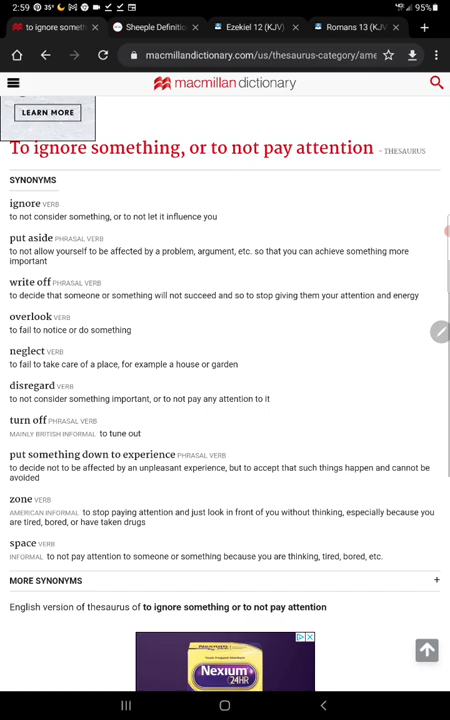 2:59 35° 95%
to ignore someth
Sheeple Definitio
Ezekiel 12 (KJV)
Romans 13 (KJV
macmillandictionary.com/us/thesaurus-category/ame
macmillan dictionary
LEARN MORE
To ignore something, or to not pay attention - THESAURUS
SYNONYMS
ignore VERB
to not consider something, or to not let it influence you
put aside PHRASAL VERB
to not allow yourself to be affected by a problem, argument, etc. so that you can achieve something more
important
write off PHRASAL VERB
to decide that someone or something will not succeed and so to stop giving them your attention and energy
overlook VERB
to fail to notice or do something
neglect VERB
to fail to take care of a place, for example a house or garden
disregard VERB
to not consider something important, or to not pay any attention to it
turn off PHRASAL VERB
MAINLY BRITISH INFORMAL to tune out
put something down to experience PHRASAL VERB
to decide not to be affected by an unpleasant experience, but to accept that such things happen and cannot be
avoided
zone VERB
AMERICAN INFORMAL to stop paying attention and just look in front of you without thinking, especially because you
are tired, bored, or have taken drugs
space VERB
INFORMAL to not pay attention to someone or something because you are thinking, tired, bored, etc.
MORE SYNONYMS +
English version of thesaurus of to ignore something or to not pay attention
Nexium
24HR